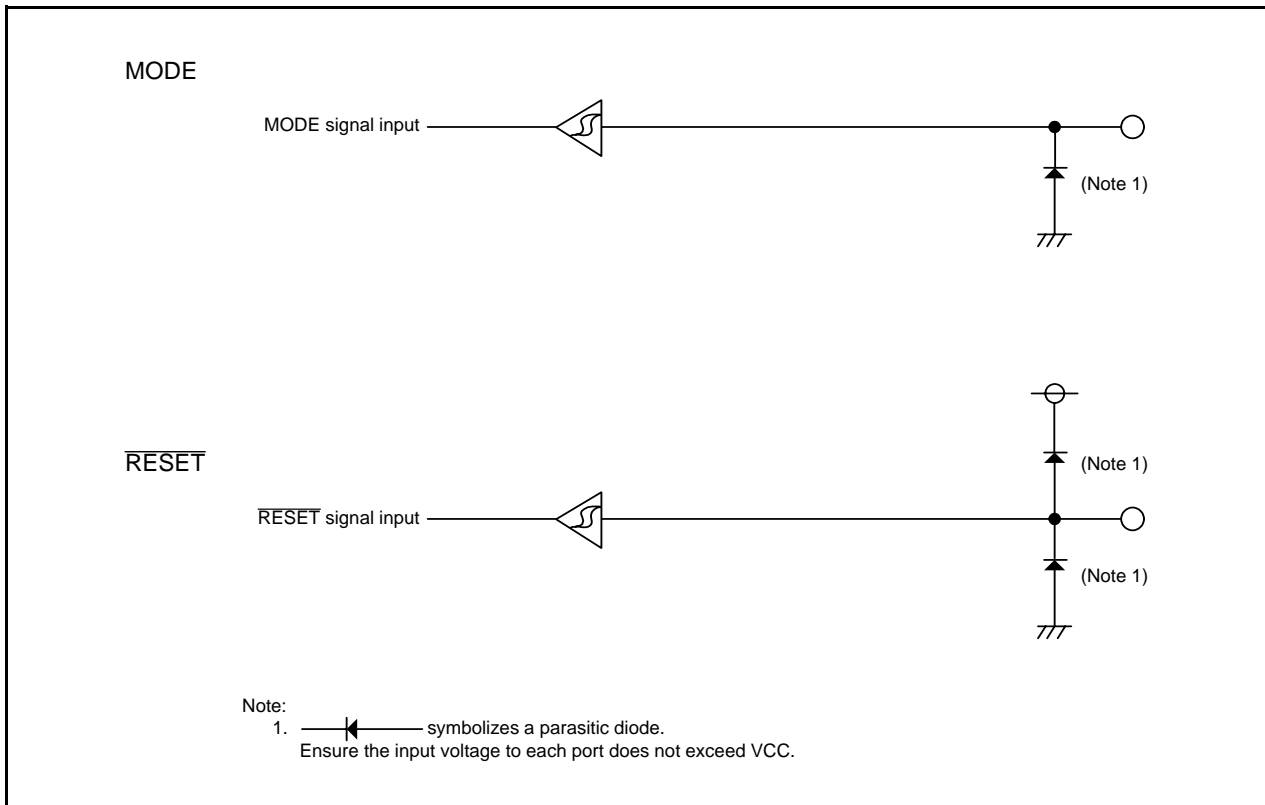 MODE
MODE signal input
(Note 1)
(Note 1)
RESET
RESET signal input
(Note 1)
Note:
1. symbolizes a parasitic diode.
Ensure the input voltage to each port does not exceed VCC.